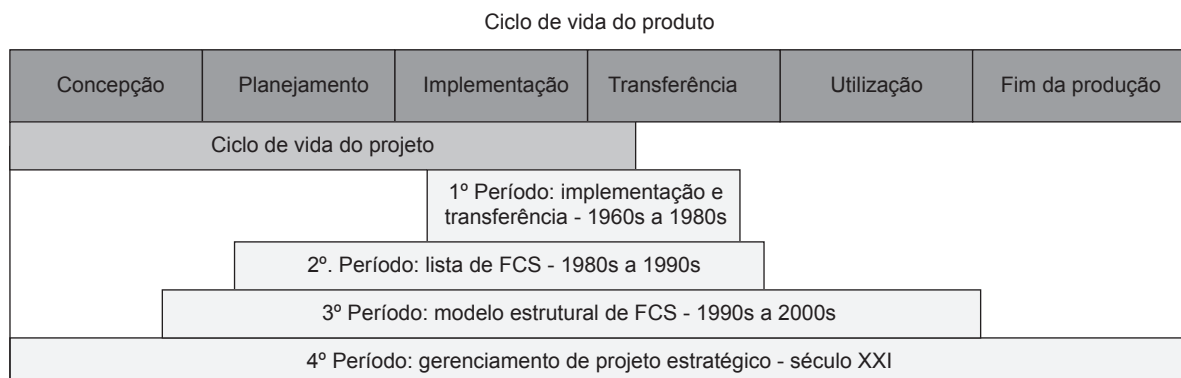 Ciclo de vida do produto
Concepção Planejamento Implementação Transferência Utilização Fim da produção
Ciclo de vida do projeto
1º Período: implementação e
transferência - 1960s a 1980s
2º. Período: lista de FCS - 1980s a 1990s
3º Período: modelo estrutural de FCS - 1990s a 2000s
4º Período: gerenciamento de projeto estratégico - século XXI